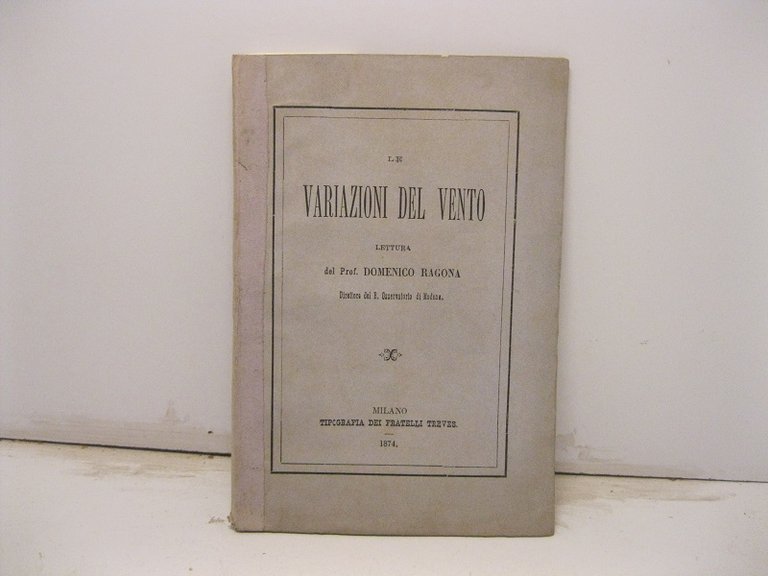 LE
VARIAZIONI DEL VENTO
LETTURA
del Prof. DOMENICO RAGONA
Direttore del R. Osservatorio di Modena.
MILANO
TIPOGRAFIA DEI FRATELLI TREVES.
1874.